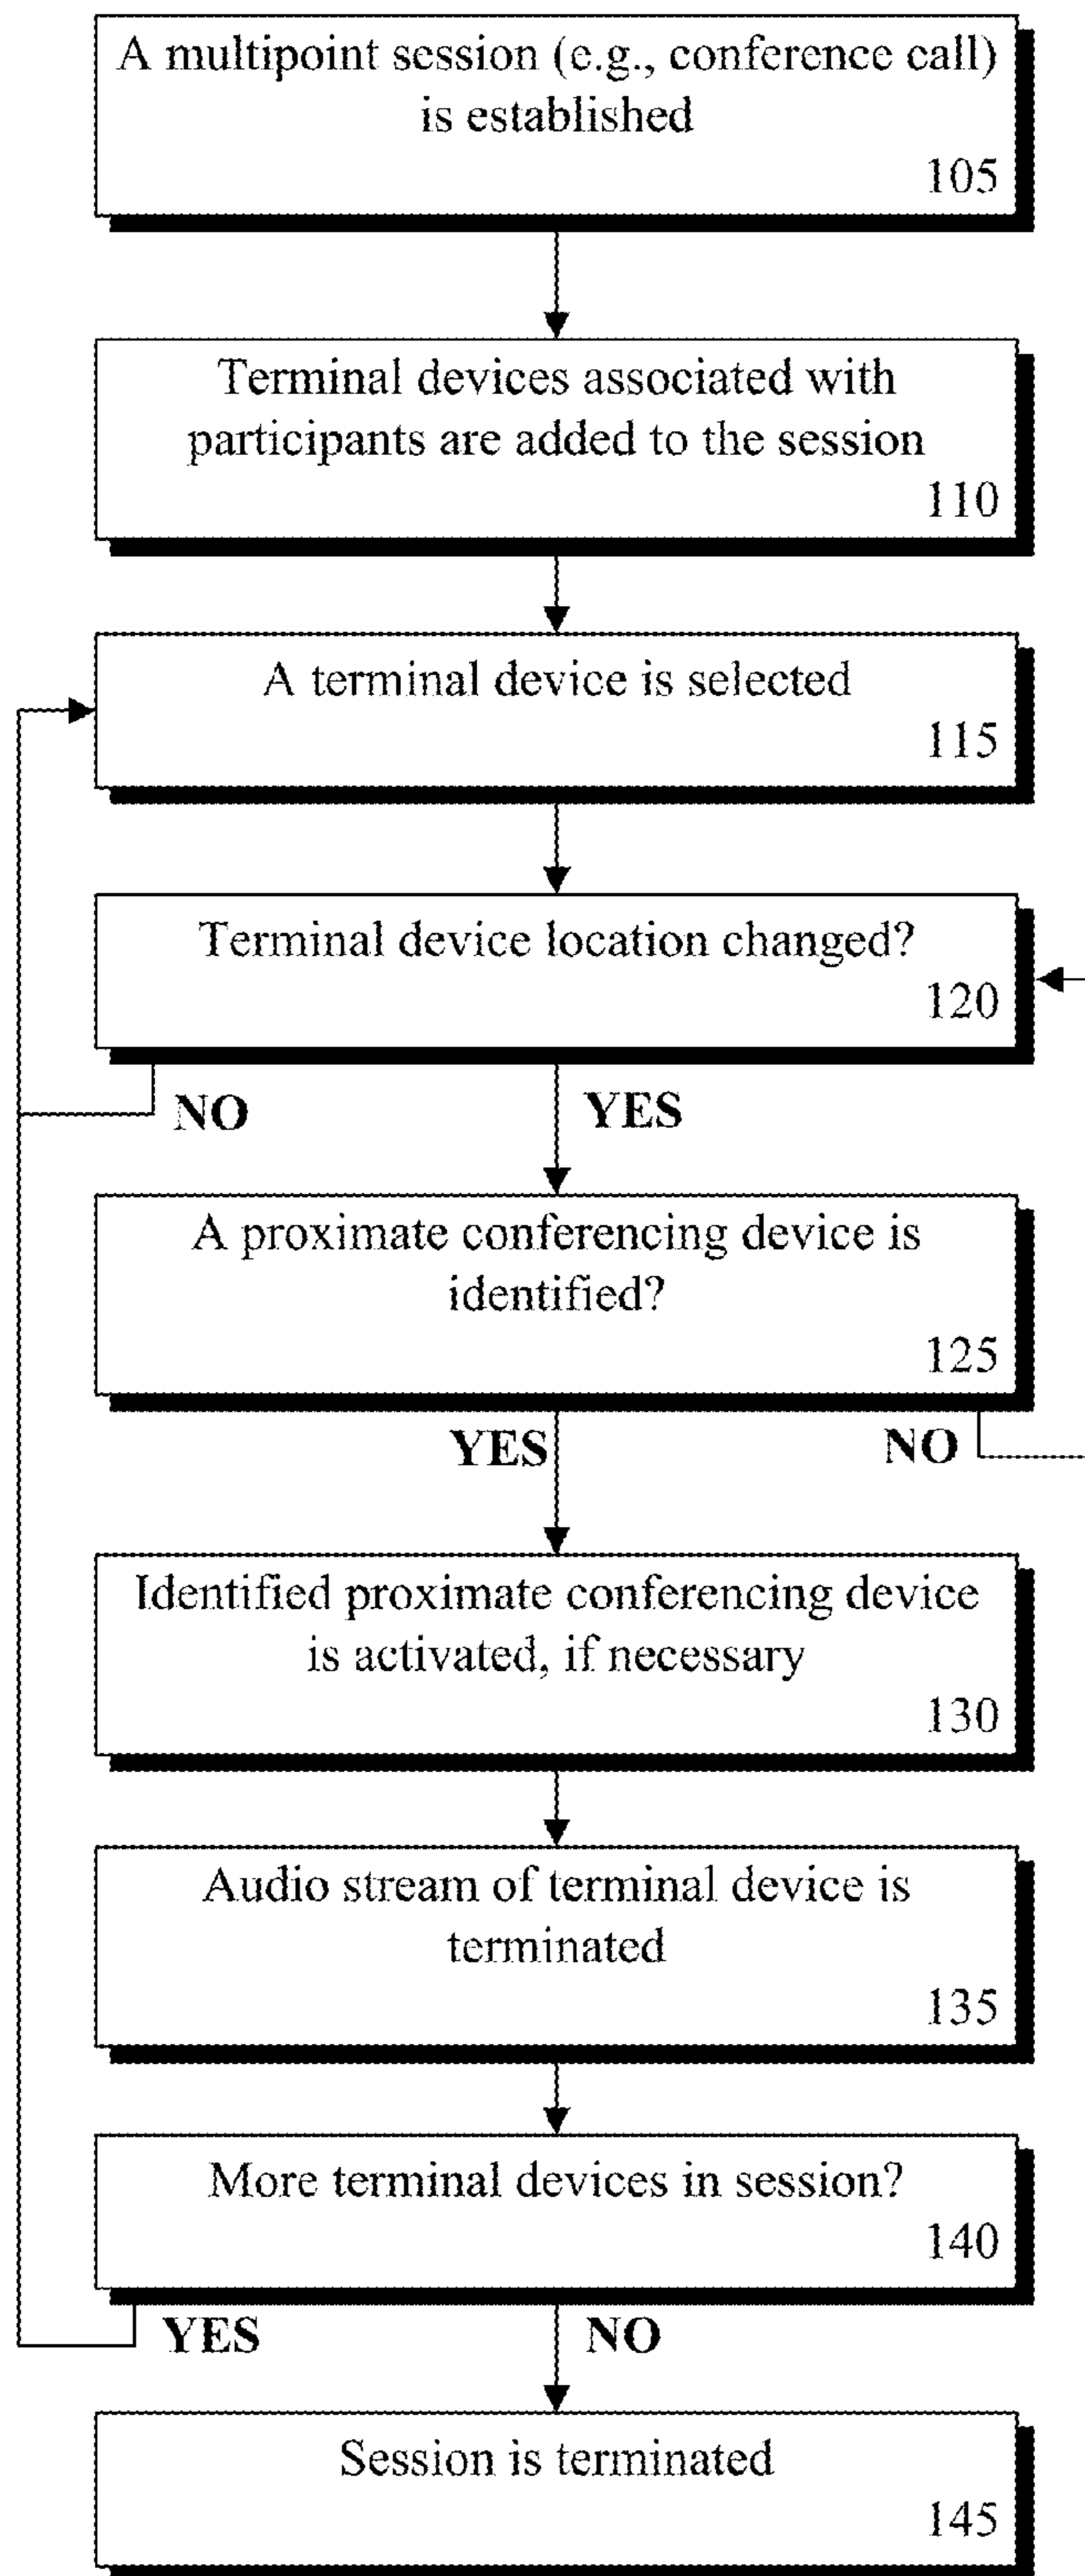 A multipoint session (e.g., conference call)
is established
105
Terminal devices associated with
participants are added to the session
110
A terminal device is selected
115
Terminal device location changed?
120
NO
YES
A proximate conferencing device is
identified?
125
YES
NO
Identified proximate conferencing device
is activated, if necessary
130
Audio stream of terminal device is
terminated
135
More terminal devices in session?
140
YES
NO
Session is terminated
145